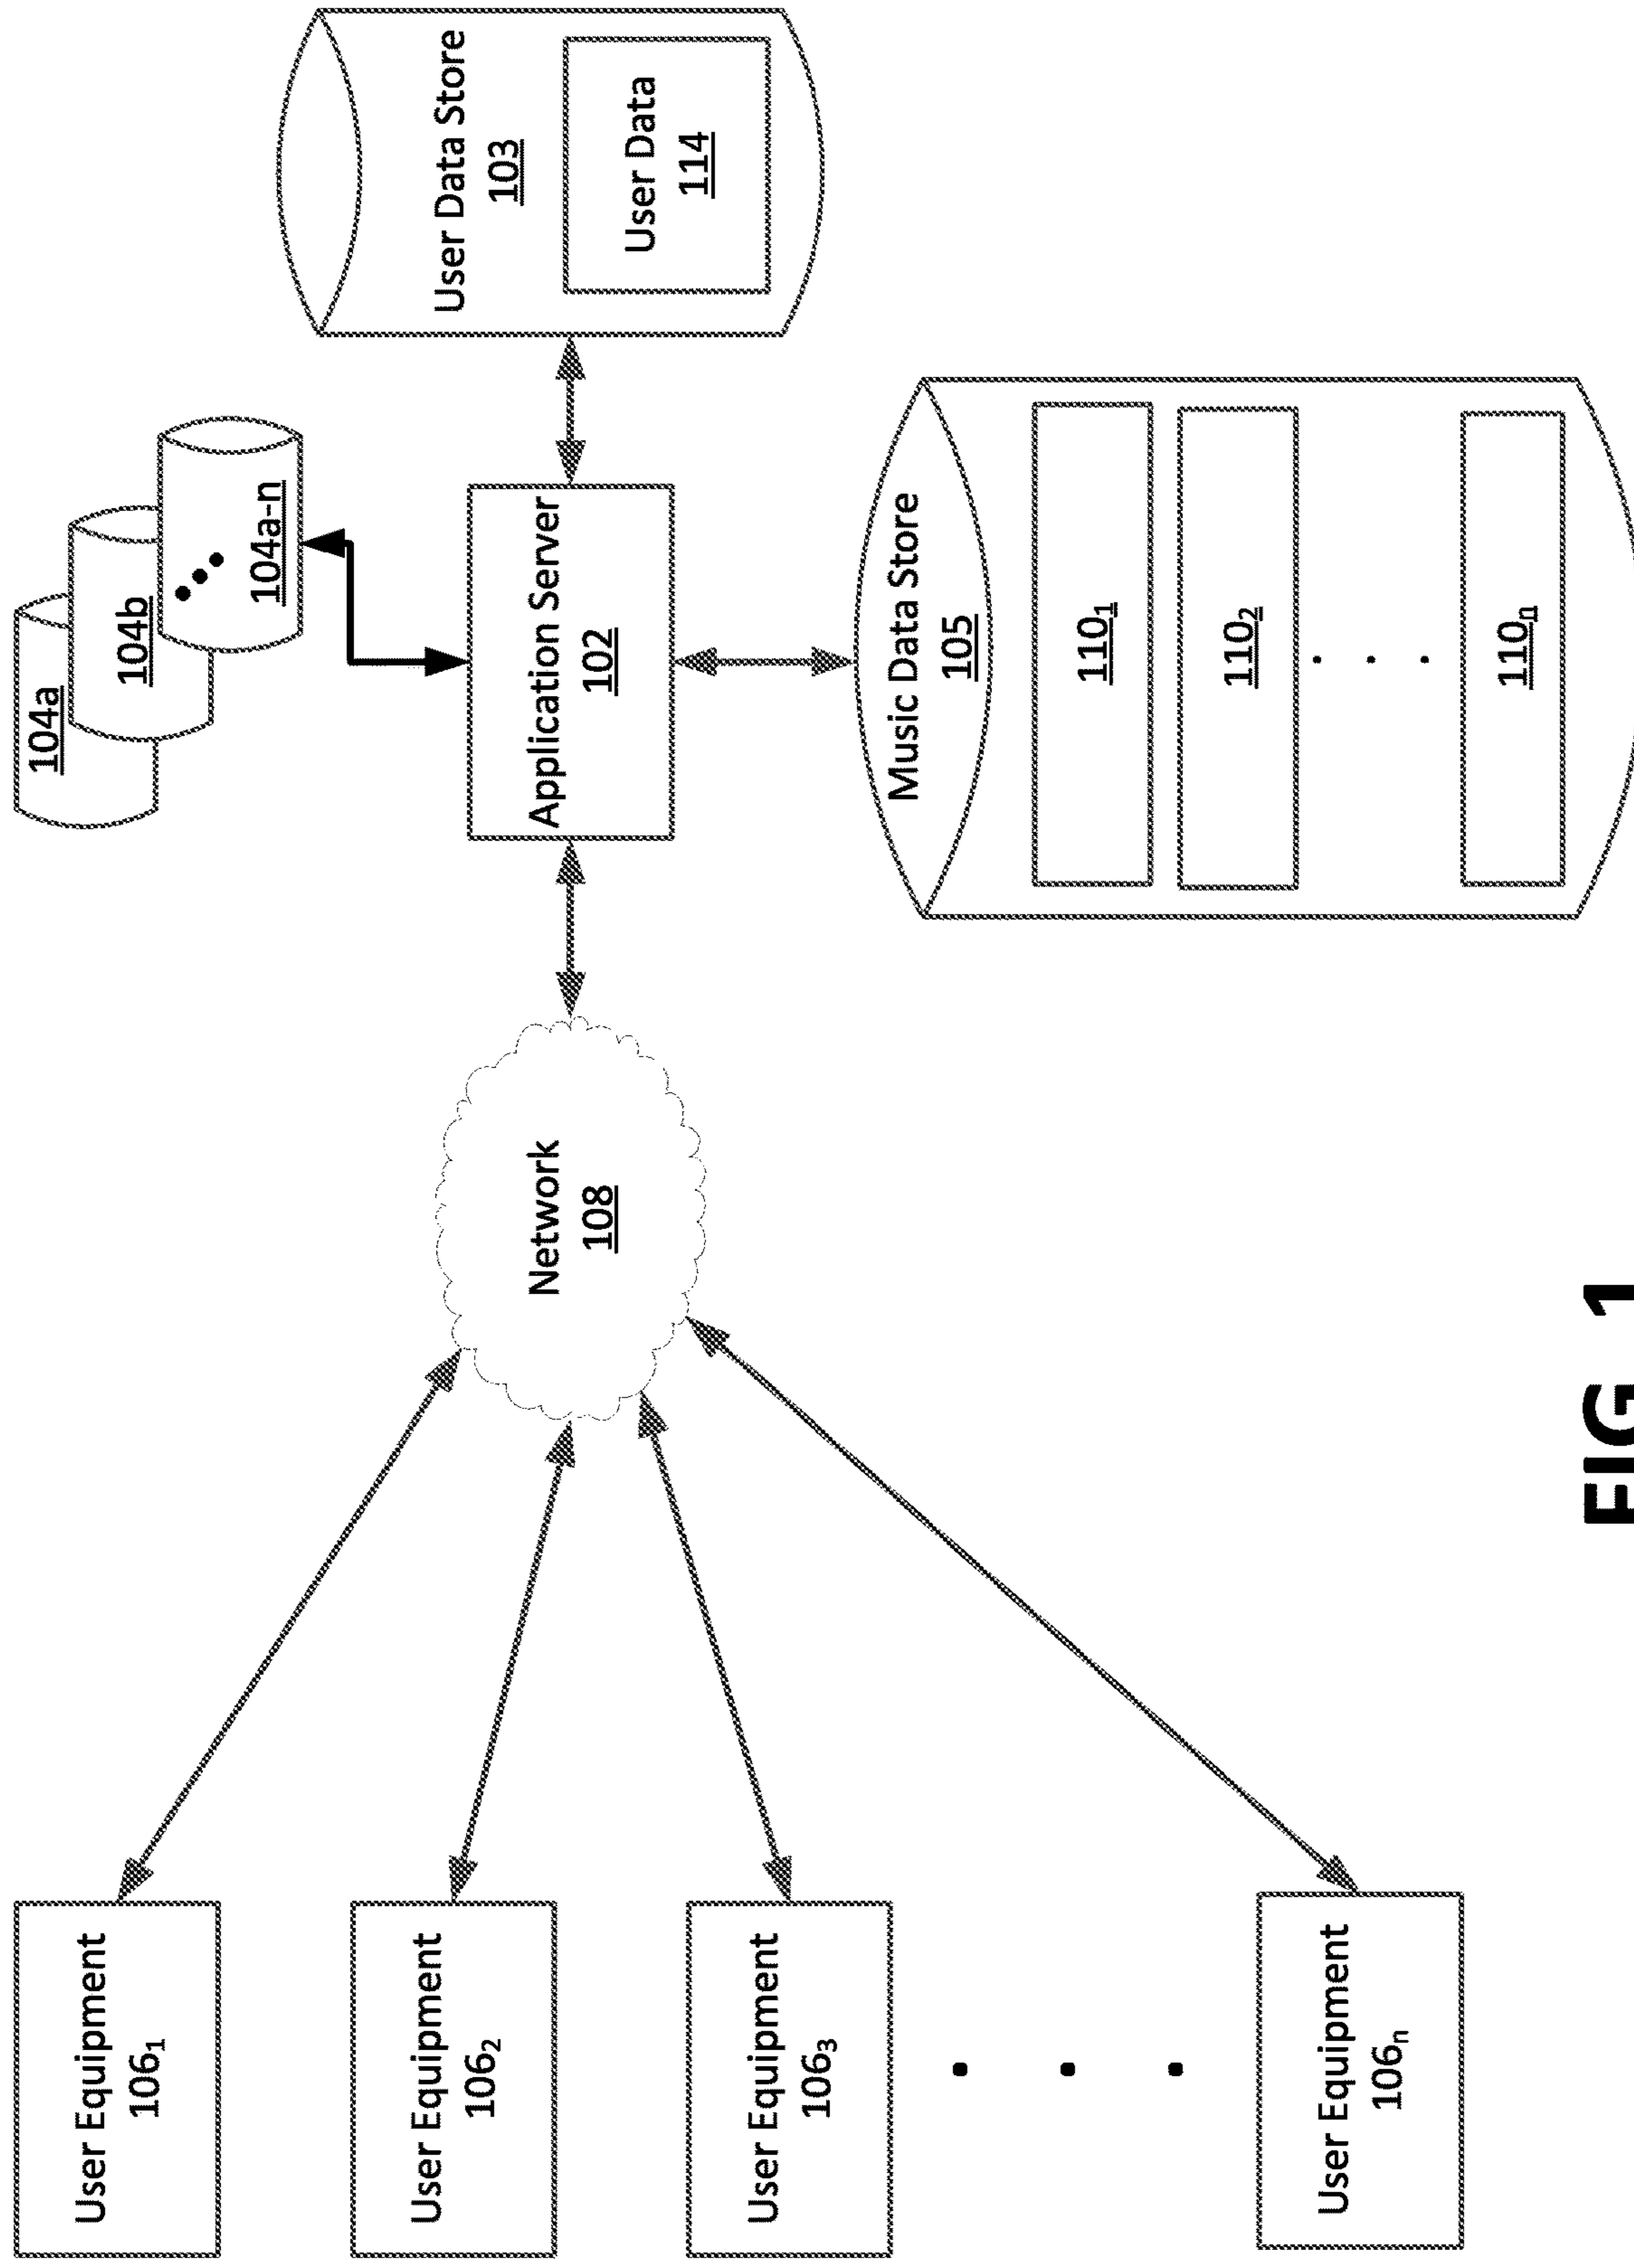 104a
104b
104a-n
User Equipment
106₁
User Equipment
106₂
User Equipment
106₃
User Equipment
106ₙ
Network
108
Application Server
102
User Data Store
103
User Data
114
Music Data Store
105
110₁
110₂
110ₙ
FIG. 1